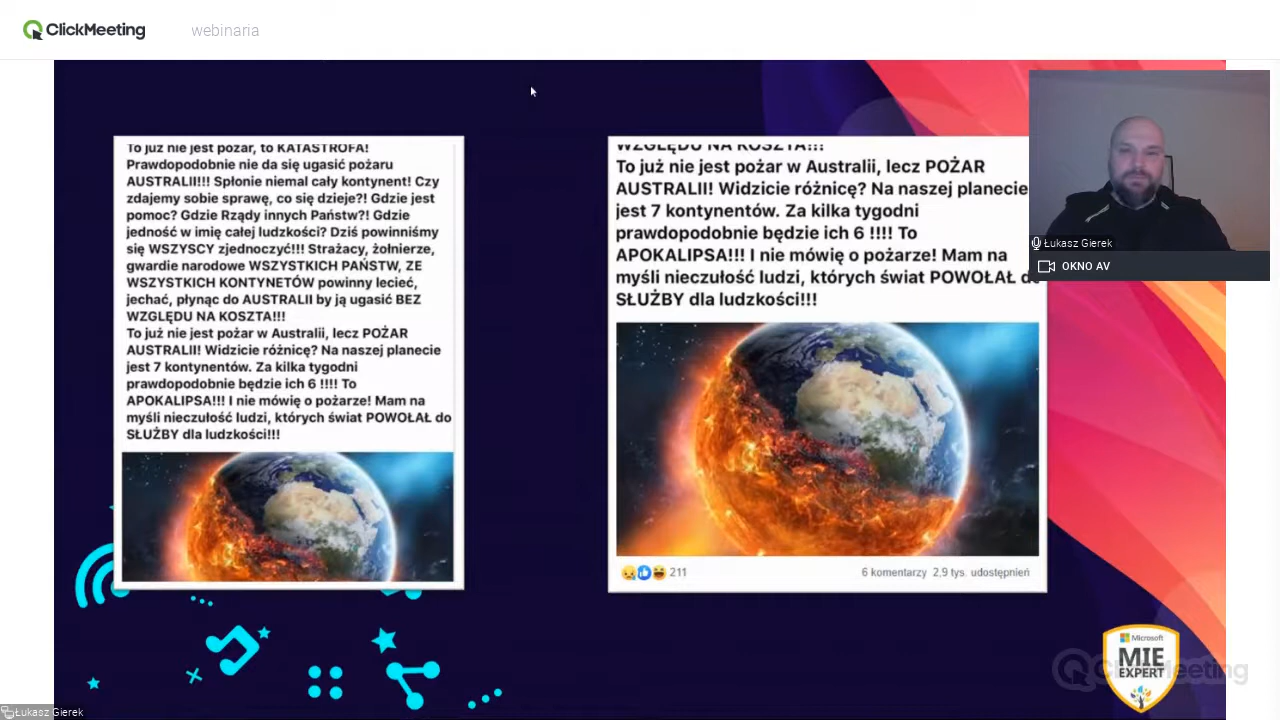 ClickMeeting
webinaria
To już nie jest pożar, to KATASTROFA!
Prawdopodobnie nie da się ugasić pożaru
AUSTRALII!!! Spłonie niemal cały kontynent! Czy
zdajemy sobie sprawę, co się dzieje?! Gdzie jest
pomoc? Gdzie Rządy innych Państw?! Gdzie
jedność w imię całej ludzkości? Dziś powinniśmy
się WSZYSCY zjednoczyć!!! Strażacy, żołnierze,
gwardie narodowe WSZYSTKICH PAŃSTW, ZE
WSZYSTKICH KONTYNETÓW powinny lecieć,
jechać, płynąc do AUSTRALII by ją ugasić BEZ
WZGLĘDU NA KOSZTA!!!
To już nie jest pożar w Australii, lecz POŻAR
AUSTRALII! Widzicie różnicę? Na naszej planecie
jest 7 kontynentów. Za kilka tygodni
prawdopodobnie będzie ich 6 !!!! To
APOKALIPSA!!! I nie mówię o pożarze! Mam na
myśli nieczułość ludzi, których świat POWOŁAŁ do
SŁUŻBY dla ludzkości!!!
WZGLĘDU NA KOSZTA!!!
To już nie jest pożar w Australii, lecz POŻAR
AUSTRALII! Widzicie różnicę? Na naszej planecie
jest 7 kontynentów. Za kilka tygodni
prawdopodobnie będzie ich 6 !!!! To
APOKALIPSA!!! I nie mówię o pożarze! Mam na
myśli nieczułość ludzi, których świat POWOŁAŁ do
SŁUŻBY dla ludzkości!!!
211
6 komentarzy 2,9 tys. udostępnień
Łukasz Gierek
OKNO AV
Microsoft
MIE
EXPERT
ClickMeeting
Łukasz Gierek